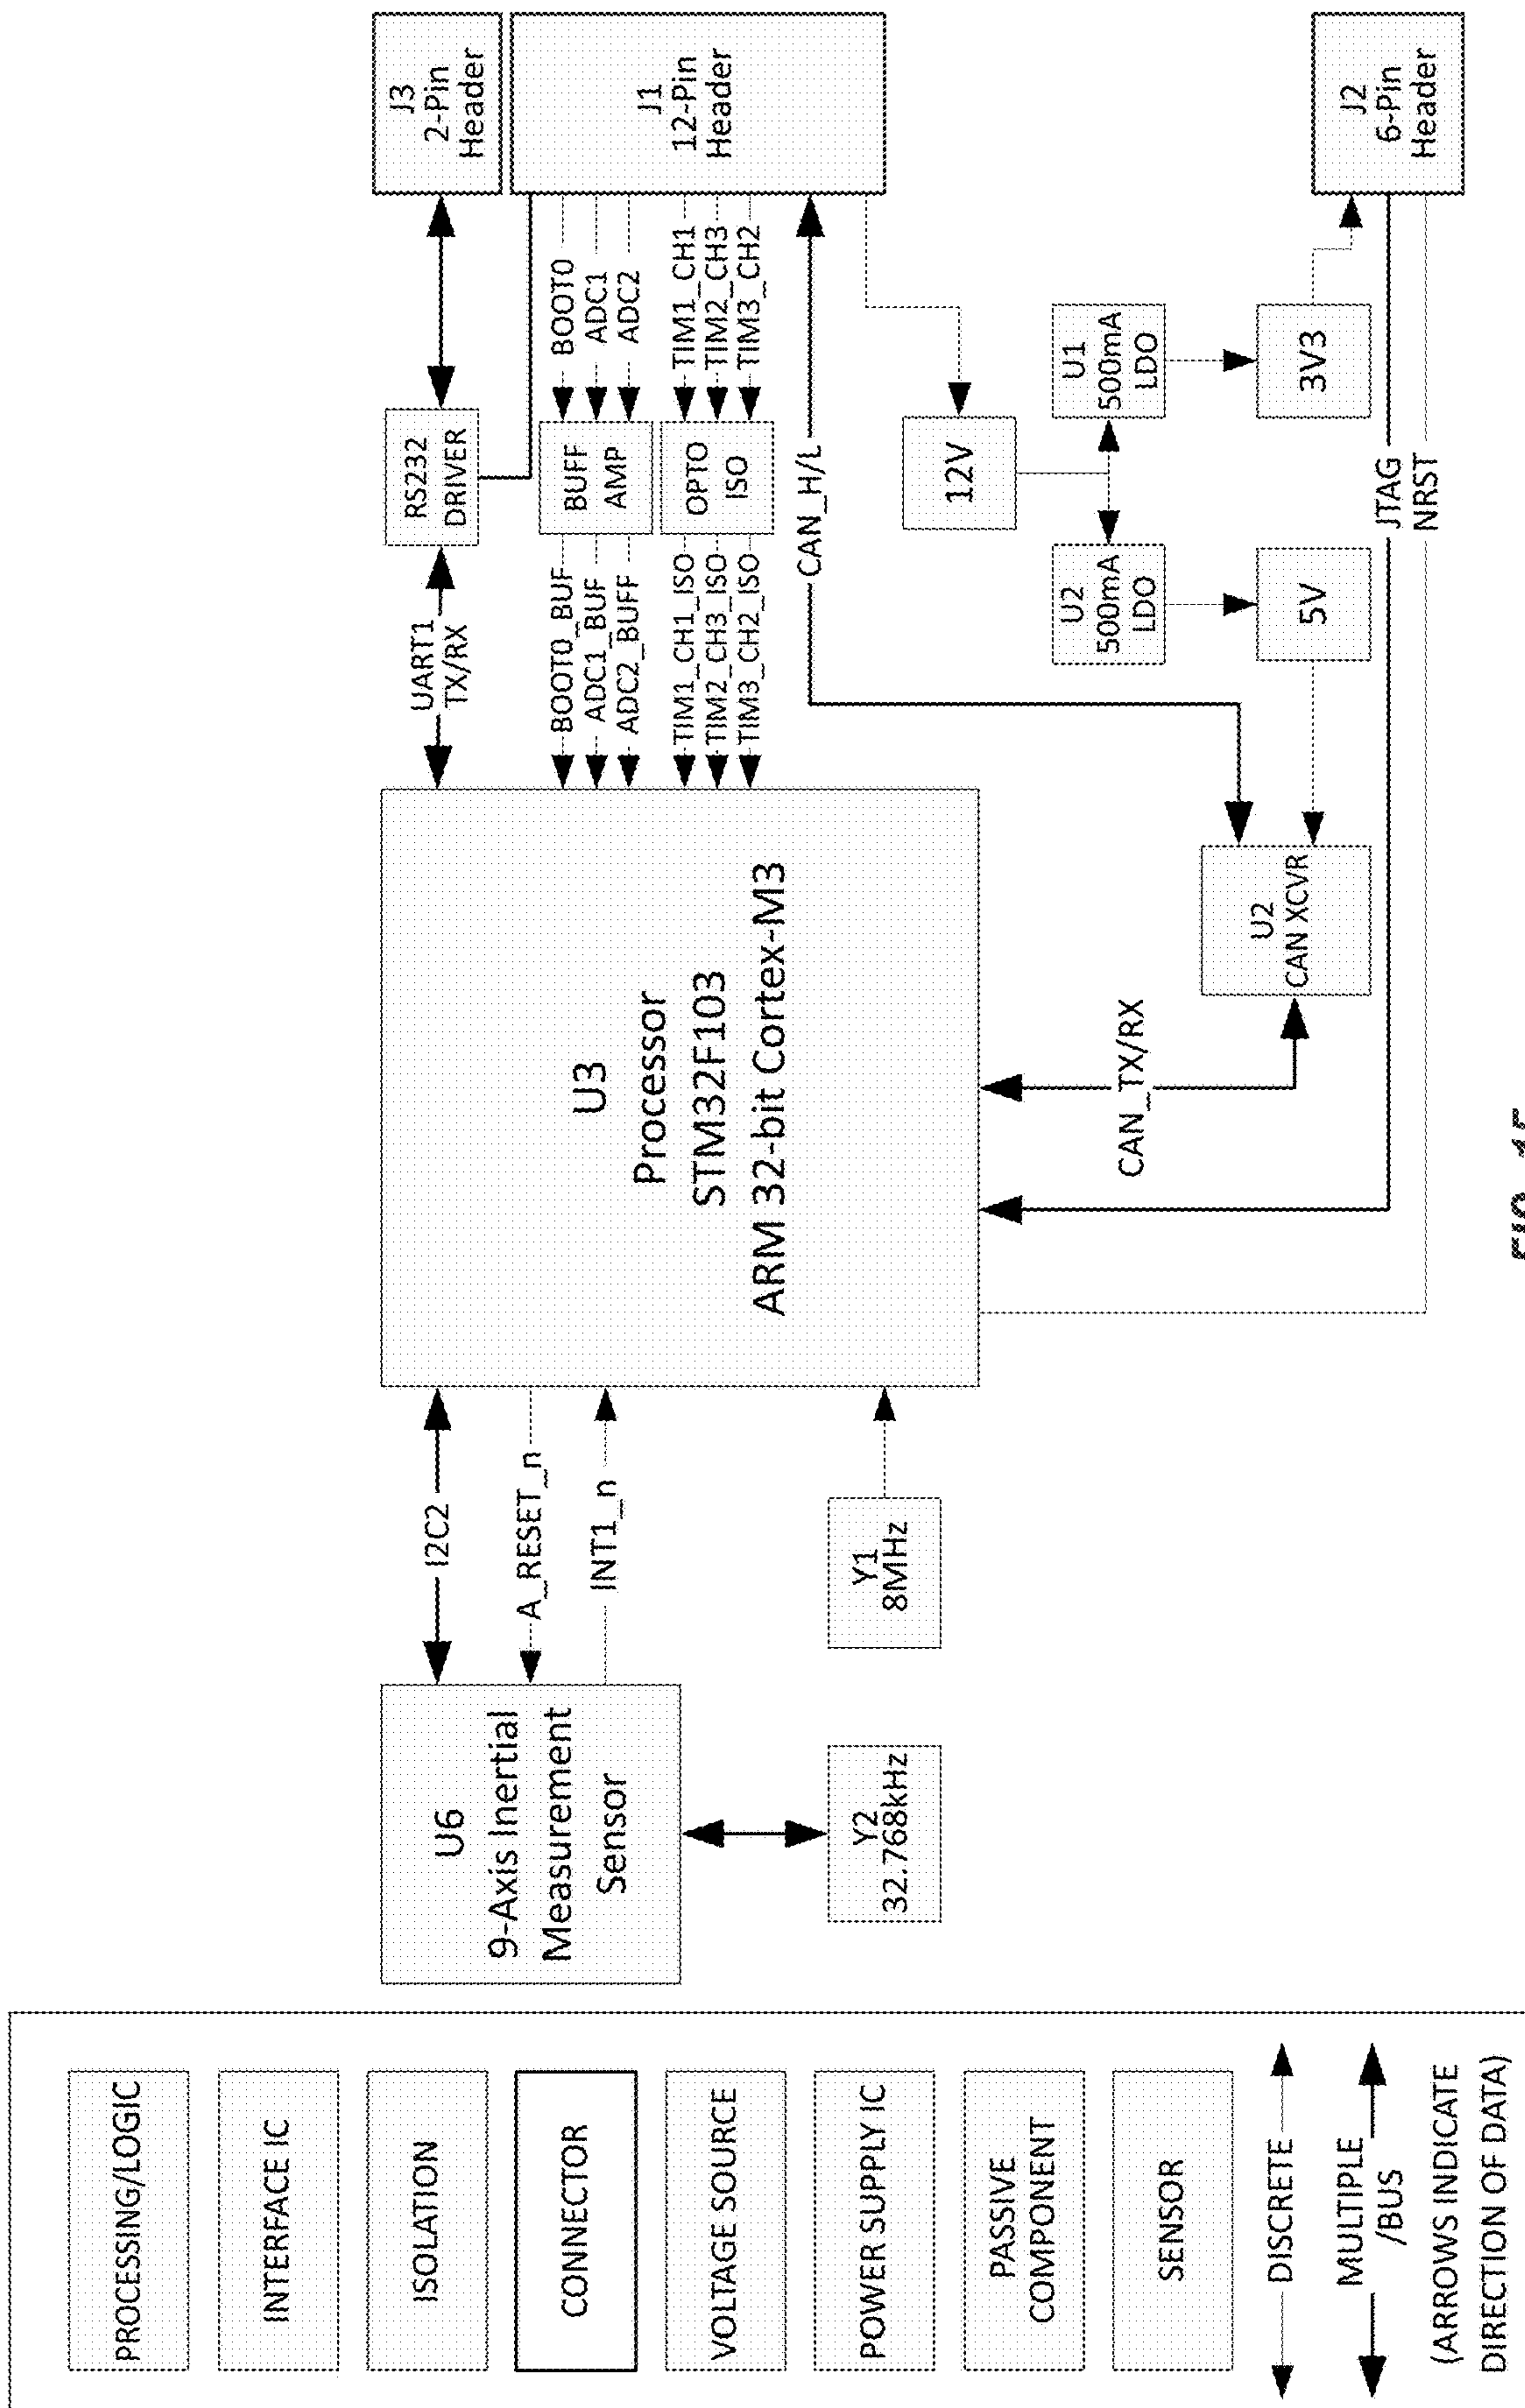 PROCESSING/LOGIC
INTERFACE IC
ISOLATION
CONNECTOR
VOLTAGE SOURCE
POWER SUPPLY IC
PASSIVE
COMPONENT
SENSOR
DISCRETE
MULTIPLE
/BUS
(ARROWS INDICATE
DIRECTION OF DATA)
U6
9-Axis Inertial
Measurement
Sensor
Y2
32.768kHz
I2C2
A_RESET_n
INT1_n
Y1
8MHz
U3
Processor
STM32F103
ARM 32-bit Cortex-M3
UART1
TX/RX
BOOT0_BUF
ADC1_BUF
ADC2_BUFF
TIM1_CH1_ISO
TIM2_CH3_ISO
TIM3_CH2_ISO
RS232
DRIVER
BUFF
AMP
OPTO
ISO
BOOT0
ADC1
ADC2
TIM1_CH1
TIM2_CH3
TIM3_CH2
J3
2-Pin
Header
J1
12-Pin
Header
CAN_H/L
12V
U2
500mA
LDO
U1
500mA
LDO
5V
3V3
CAN_TX/RX
U2
CAN XCVR
JTAG
NRST
J2
6-Pin
Header